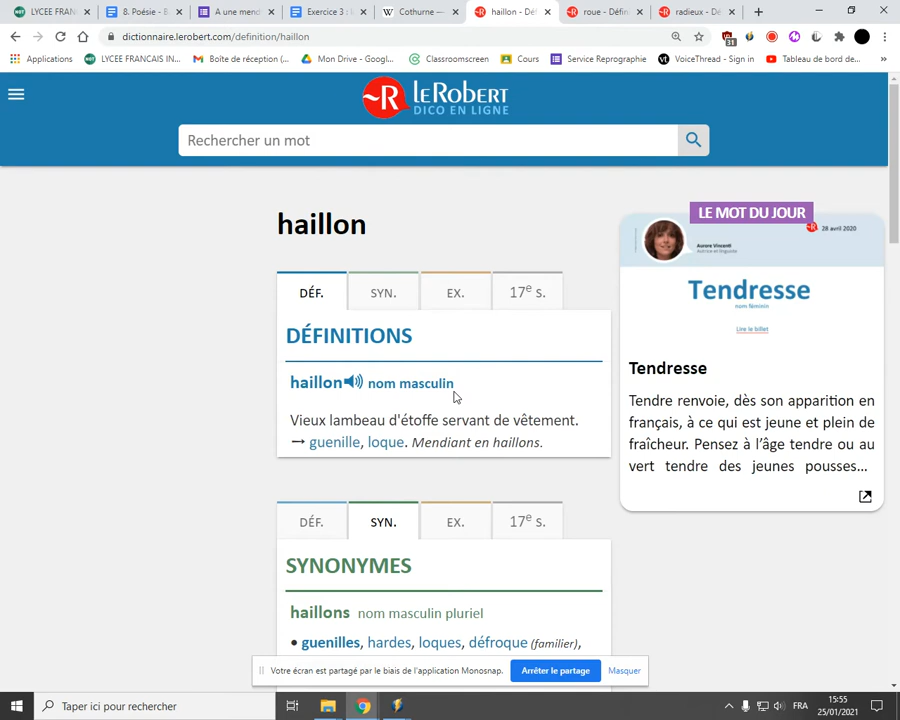 LYCEE FRANCAIS
8. Poésie - B
A une mend
Exercice 3 : l
Cothurne —
haillon - Déf
roue - Défin
radieux - Dé
dictionnaire.lerobert.com/definition/haillon
31
Applications
LYCEE FRANCAIS IN...
Boîte de réception (...
Mon Drive - Googl...
Classroomscreen
Cours
Service Reprographie
VoiceThread - Sign in
Tableau de bord de...
~R
le Robert
DICO EN LIGNE
Rechercher un mot
haillon
DÉF.
SYN.
EX.
17e S.
DÉFINITIONS
haillon nom masculin
Vieux lambeau d'étoffe servant de vêtement.
→ guenille, loque. Mendiant en haillons.
DÉF.
SYN.
EX.
17e S.
SYNONYMES
haillons nom masculin pluriel
• guenilles, hardes, loques, défroque (familier),
LE MOT DU JOUR
Aurore Vincenti
Autrice et linguiste
28 avril 2020
Tendresse
nom féminin
Lire le billet
Tendresse
Tendre renvoie, dès son apparition en
français, à ce qui est jeune et plein de
fraîcheur. Pensez à l'âge tendre ou au
vert tendre des jeunes pousses...
Votre écran est partagé par le biais de l'application Monosnap.
Arrêter le partage
Masquer
Taper ici pour rechercher
FRA
15:55
25/01/2021